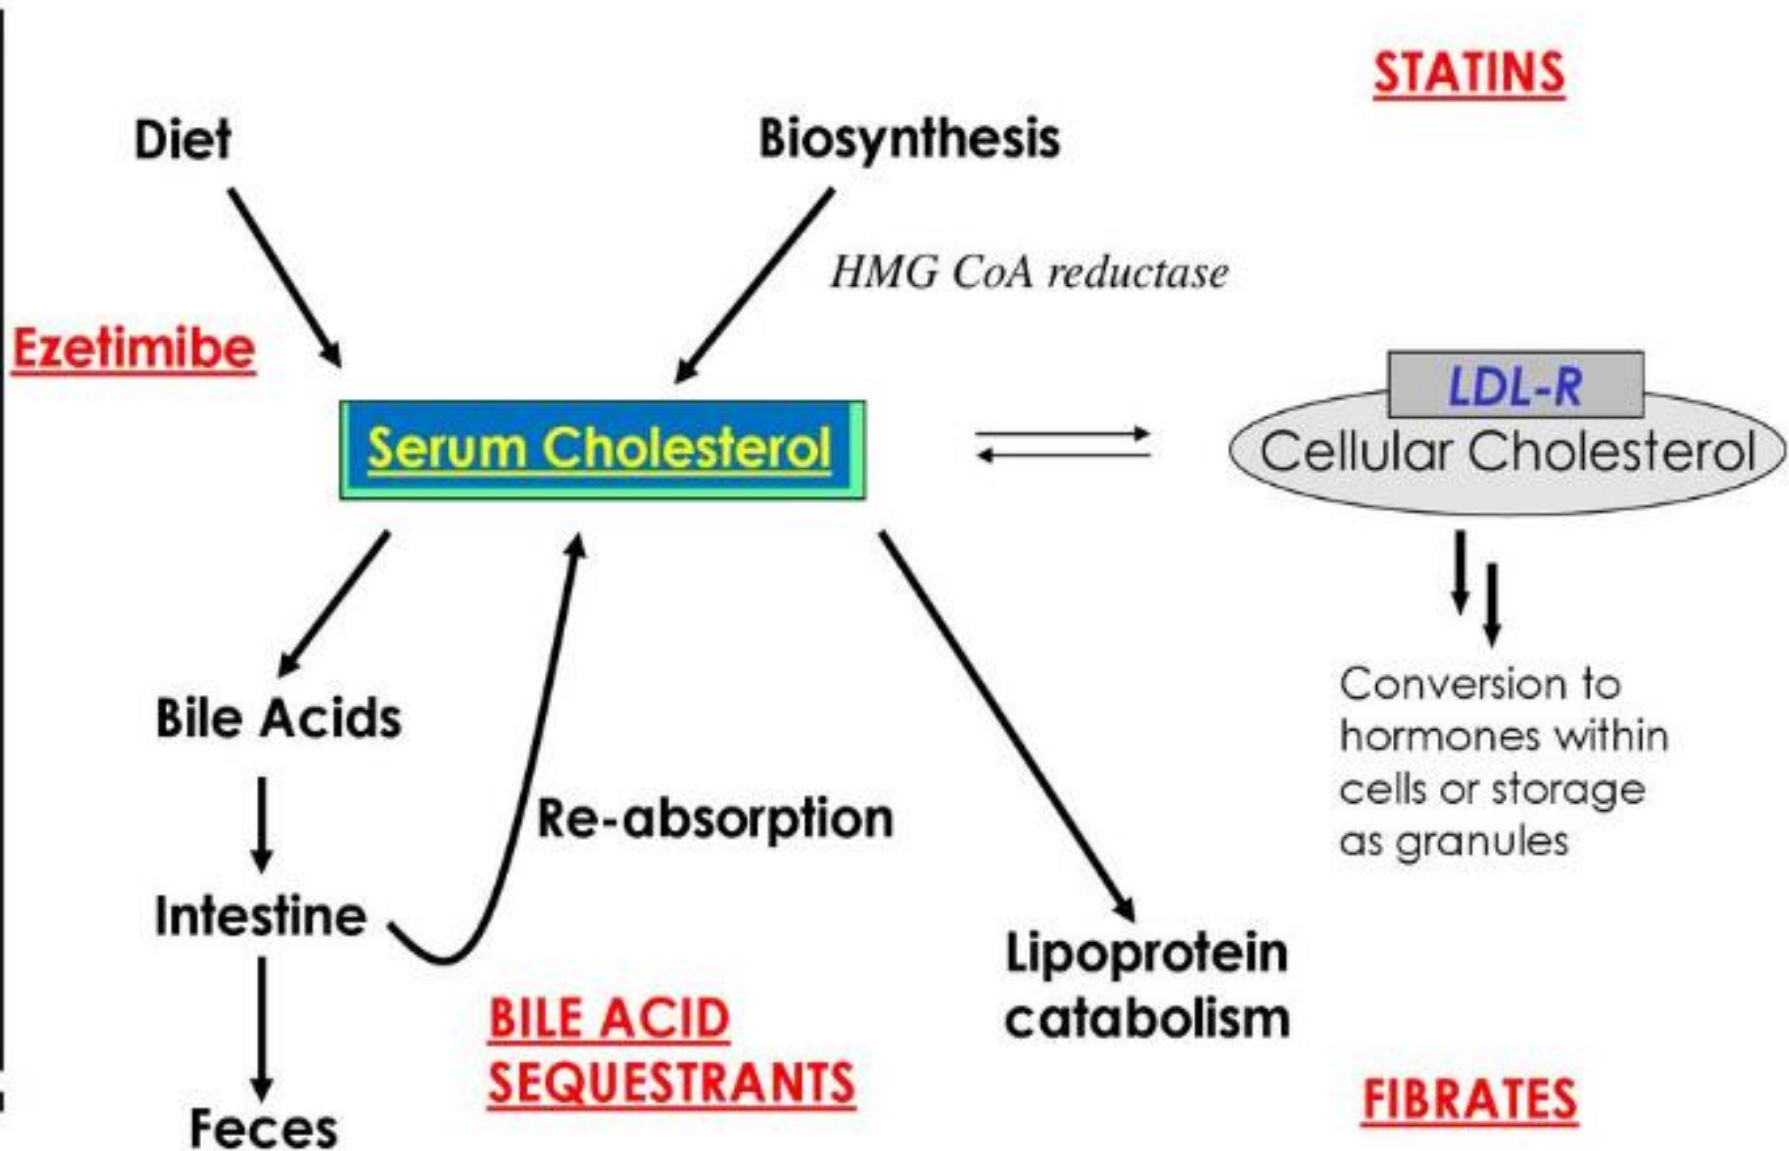 STATINS
Diet
Biosynthesis
HMG CoA reductase
Ezetimibe
LDL-R
Serum Cholesterol
Cellular Cholesterol
Conversion to
hormones within
cells or storage
as granules
Bile Acids
Re-absorption
Intestine
Lipoprotein
catabolism
BILE ACID
SEQUESTRANTS
FIBRATES
Feces